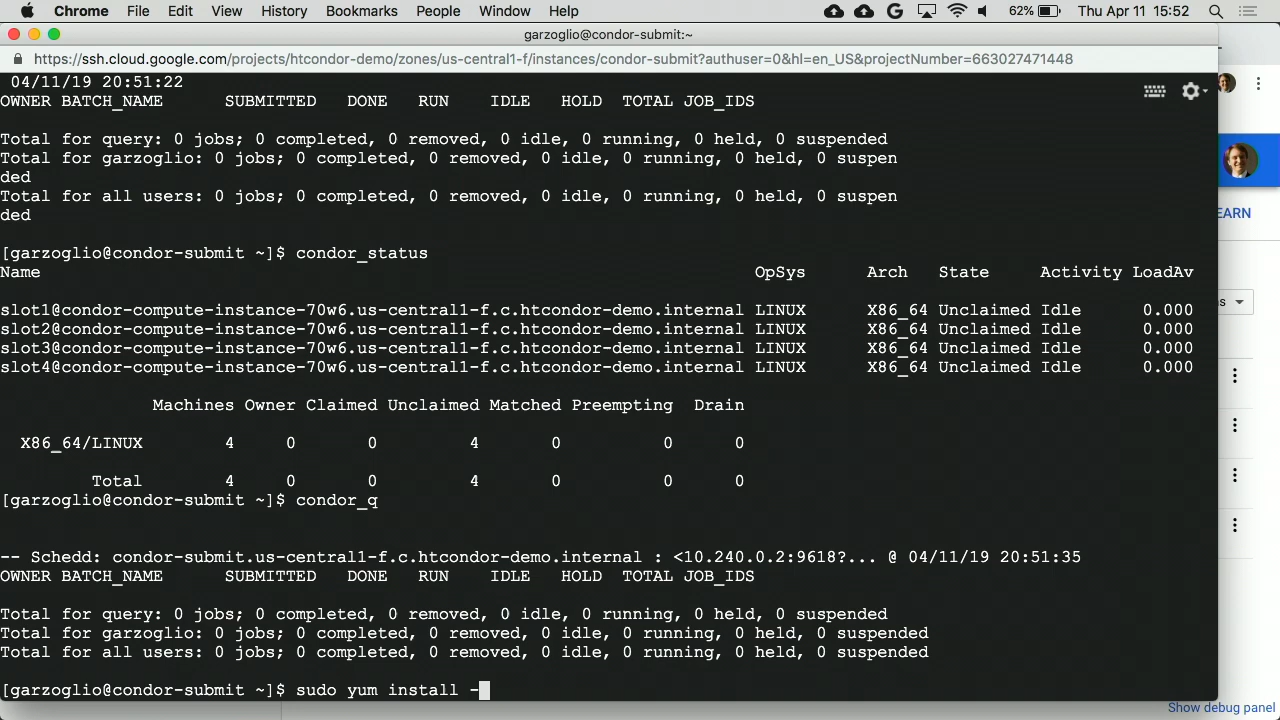 Chrome File Edit View History Bookmarks People Window Help 62% Thu Apr 11 15:52
garzoglio@condor-submit:~
https://ssh.cloud.google.com/projects/htcondor-demo/zones/us-central1-f/instances/condor-submit?authuser=0&hl=en_US&projectNumber=663027471448
04/11/19 20:51:22
OWNER BATCH_NAME SUBMITTED DONE RUN IDLE HOLD TOTAL JOB_IDS
Total for query: 0 jobs; 0 completed, 0 removed, 0 idle, 0 running, 0 held, 0 suspended
Total for garzoglio: 0 jobs; 0 completed, 0 removed, 0 idle, 0 running, 0 held, 0 suspen
ded
Total for all users: 0 jobs; 0 completed, 0 removed, 0 idle, 0 running, 0 held, 0 suspen
ded
EARN
[garzoglio@condor-submit ~]$ condor_status
Name OpSys Arch State Activity LoadAv
s
slot1@condor-compute-instance-70w6.us-central1-f.c.htcondor-demo.internal LINUX X86_64 Unclaimed Idle 0.000
slot2@condor-compute-instance-70w6.us-central1-f.c.htcondor-demo.internal LINUX X86_64 Unclaimed Idle 0.000
slot3@condor-compute-instance-70w6.us-central1-f.c.htcondor-demo.internal LINUX X86_64 Unclaimed Idle 0.000
slot4@condor-compute-instance-70w6.us-central1-f.c.htcondor-demo.internal LINUX X86_64 Unclaimed Idle 0.000
Machines Owner Claimed Unclaimed Matched Preempting Drain
X86_64/LINUX 4 0 0 4 0 0 0
Total 4 0 0 4 0 0 0
[garzoglio@condor-submit ~]$ condor_q
-- Schedd: condor-submit.us-central1-f.c.htcondor-demo.internal : <10.240.0.2:9618?... @ 04/11/19 20:51:35
OWNER BATCH_NAME SUBMITTED DONE RUN IDLE HOLD TOTAL JOB_IDS
Total for query: 0 jobs; 0 completed, 0 removed, 0 idle, 0 running, 0 held, 0 suspended
Total for garzoglio: 0 jobs; 0 completed, 0 removed, 0 idle, 0 running, 0 held, 0 suspended
Total for all users: 0 jobs; 0 completed, 0 removed, 0 idle, 0 running, 0 held, 0 suspended
[garzoglio@condor-submit ~]$ sudo yum install -
Show debug panel